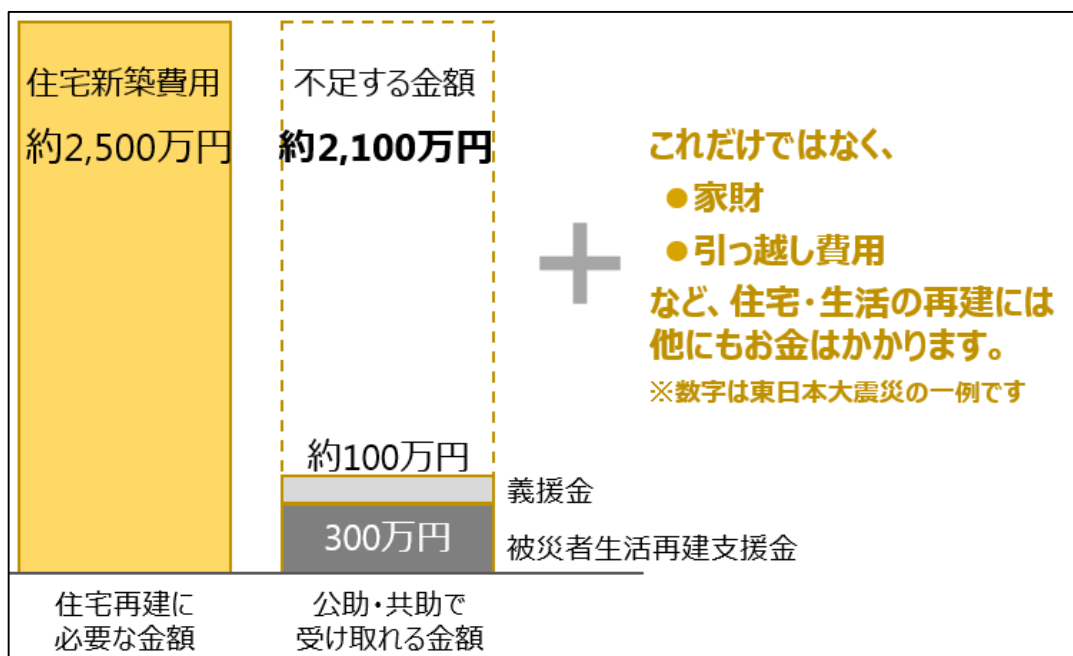 住宅新築費用
約2,500万円
不足する金額
約2,100万円
約100万円
義援金
300万円
被災者生活再建支援金
住宅再建に
必要な金額
公助・共助で
受け取れる金額
+
これだけではなく、
●家財
●引っ越し費用
など、住宅・生活の再建には
他にもお金はかかります。
※数字は東日本大震災の一例です